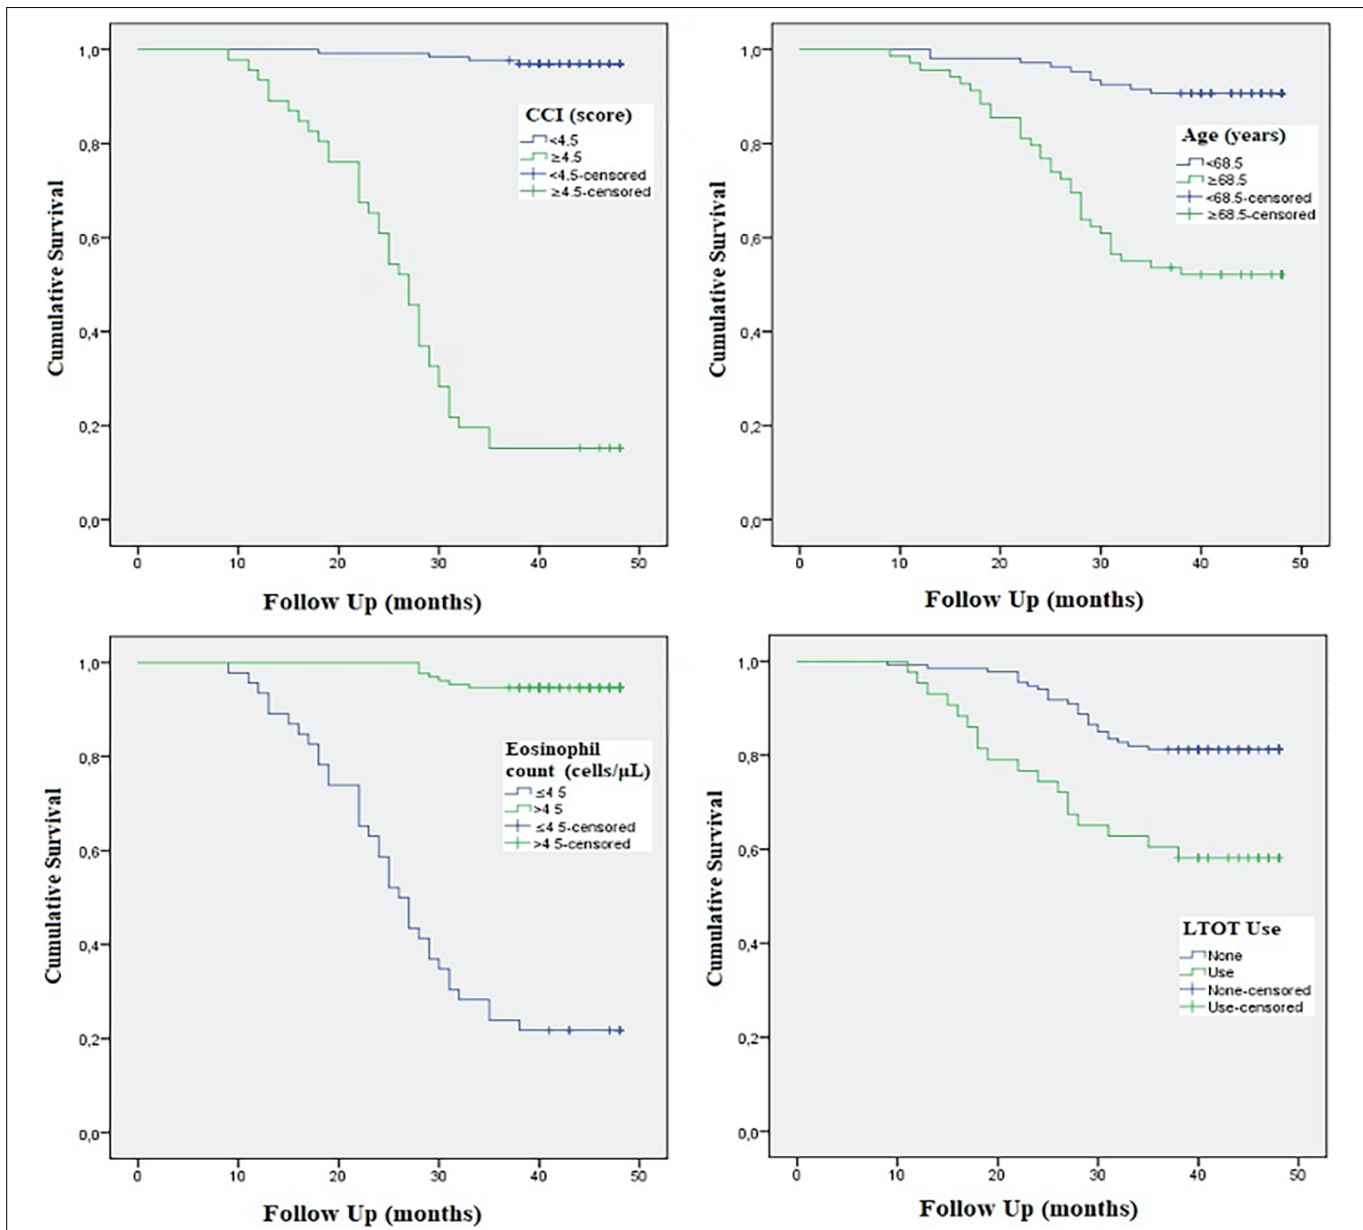 1,0
0,8
0,6
0,4
0,2
0,0
Cumulative Survival
CCI (score)
<4.5
≥4.5
<4.5-censored
≥4.5-censored
0 10 20 30 40 50
Follow Up (months)
1,0
0,8
0,6
0,4
0,2
0,0
Cumulative Survival
Age (years)
<68.5
≥68.5
<68.5-censored
≥68.5-censored
0 10 20 30 40 50
Follow Up (months)
1,0
0,8
0,6
0,4
0,2
0,0
Cumulative Survival
Eosinophil
count (cells/μL)
≤4 5
>4 5
≤4 5-censored
>4 5-censored
0 10 20 30 40 50
Follow Up (months)
1,0
0,8
0,6
0,4
0,2
0,0
Cumulative Survival
LTOT Use
None
Use
None-censored
Use-censored
0 10 20 30 40 50
Follow Up (months)